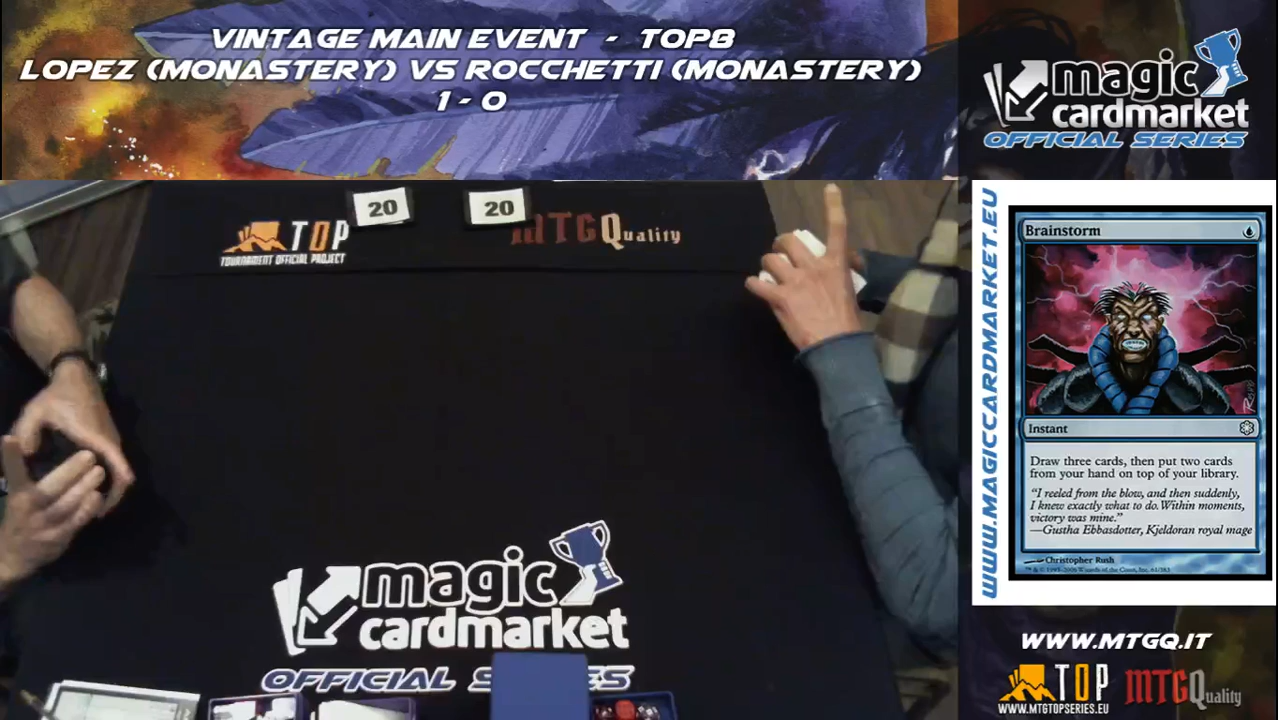 VINTAGE MAIN EVENT - TOP8
LOPEZ (MONASTERY) VS ROCCHETTI (MONASTERY)
1 - 0
magic
cardmarket
OFFICIAL SERIES
20
20
TOP
TOURNAMENT OFFICIAL PROJECT
MTGQuality
magic
cardmarket
OFFICIAL SERIES
WWW.MAGICCARDMARKET.EU
Brainstorm
Instant
Draw three cards, then put two cards
from your hand on top of your library.
"I reeled from the blow, and then suddenly,
I knew exactly what to do. Within moments,
victory was mine."
—Gustha Ebbasdotter, Kjeldoran royal mage
Christopher Rush
WWW.MTGQ.IT
TOP
WWW.MTGTOPSERIES.EU
MTGQuality